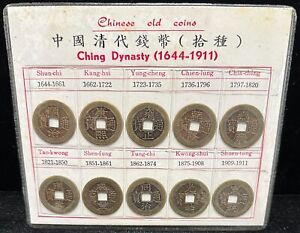 Chinese old coins
中國清代錢幣(拾種)
Ching Dynasty (1644-1911)
Shun-chi Kang-hsi Yung-cheng Chien-lung Chia-ching
1644-1661 1662-1722 1723-1735 1736-1796 1797-1820
Tao-kwong Shen-fung Tung-chi Kwong-shui Shuen-tung
1821-1850 1851-1861 1862-1874 1875-1908 1909-1911